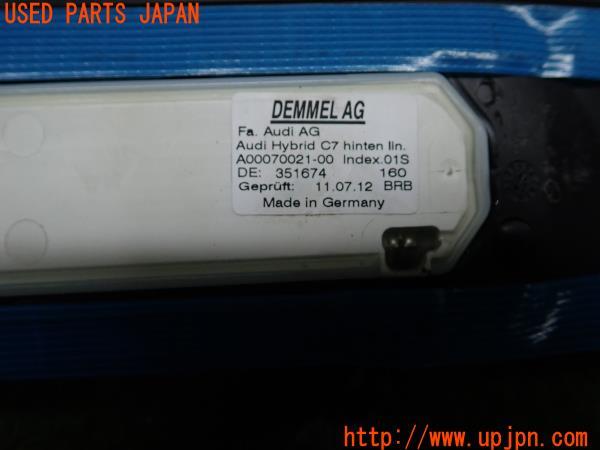 USED PARTS JAPAN
DEMMEL AG
Fa. Audi AG
Audi Hybrid C7 hinten lin.
A00070021-00 Index.01S
DE: 351674 160
Geprüft: 11.07.12 BRB
Made in Germany
http://www.upjpn.com/